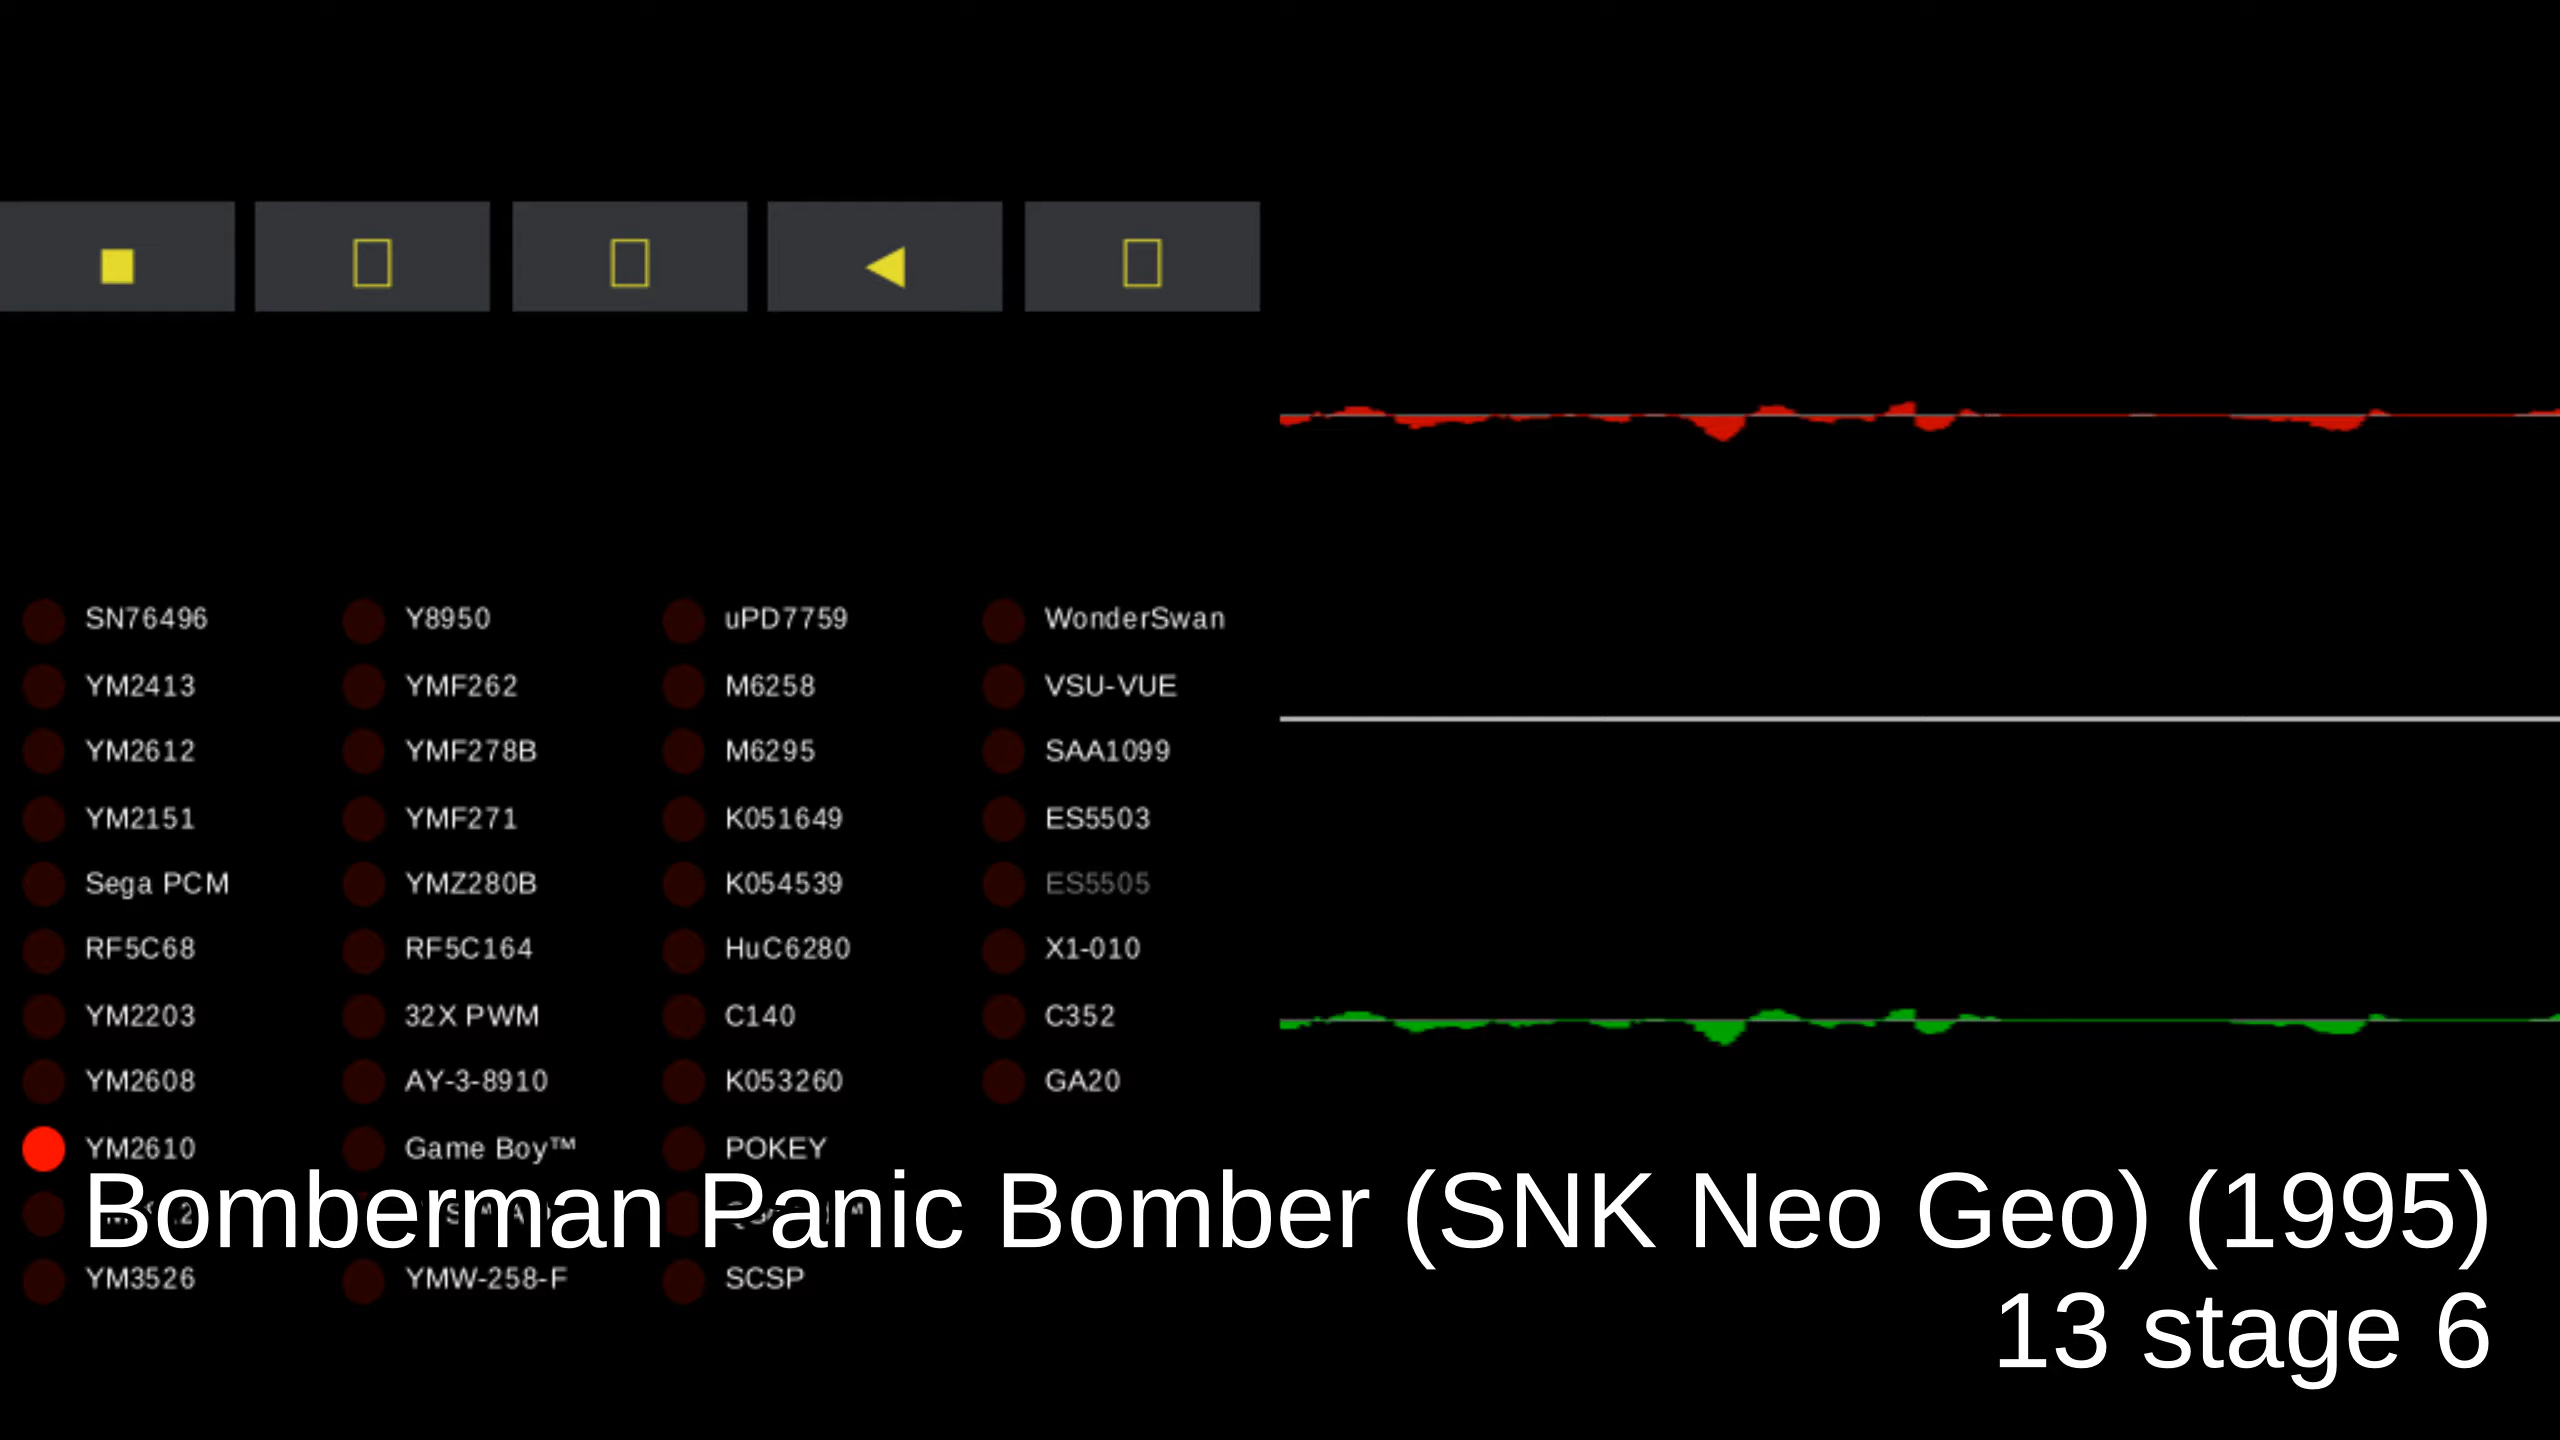 SN76496 Y8950 uPD7759 WonderSwan
YM2413 YMF262 M6258 VSU-VUE
YM2612 YMF278B M6295 SAA1099
YM2151 YMF271 K051649 ES5503
Sega PCM YMZ280B K054539 ES5505
RF5C68 RF5C164 HuC6280 X1-010
YM2203 32X PWM C140 C352
YM2608 AY-3-8910 K053260 GA20
YM2610 Game Boy™ POKEY
Bomberman Panic Bomber (SNK Neo Geo) (1995)
YM3526 YMW-258-F SCSP
13 stage 6